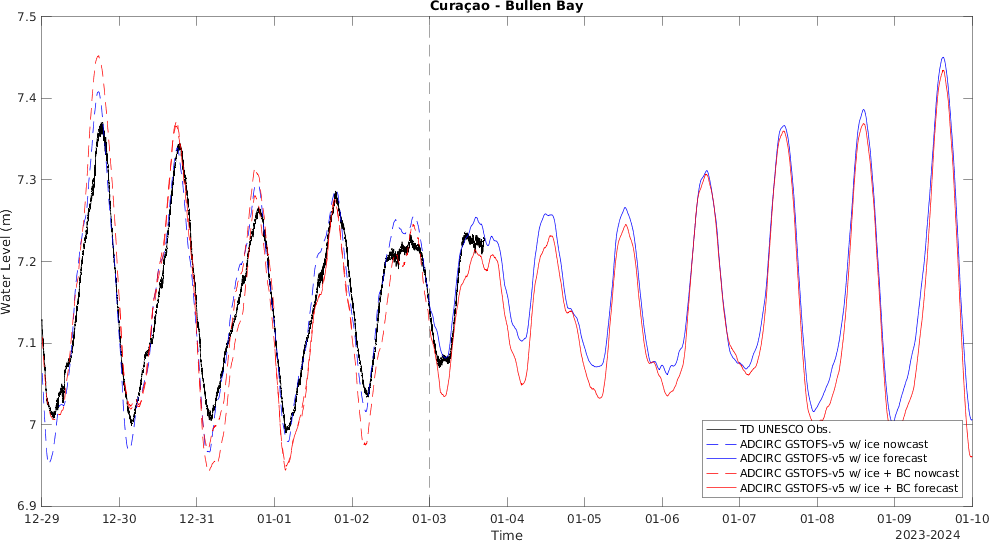 Curaçao - Bullen Bay
7.5
7.4
7.3
7.2
7.1
7
6.9
Water Level (m)
TD UNESCO Obs.
ADCIRC GSTOFS-v5 w/ ice nowcast
ADCIRC GSTOFS-v5 w/ ice forecast
ADCIRC GSTOFS-v5 w/ ice + BC nowcast
ADCIRC GSTOFS-v5 w/ ice + BC forecast
12-29 12-30 12-31 01-01 01-02 01-03 01-04 01-05 01-06 01-07 01-08 01-09 01-10
Time
2023-2024